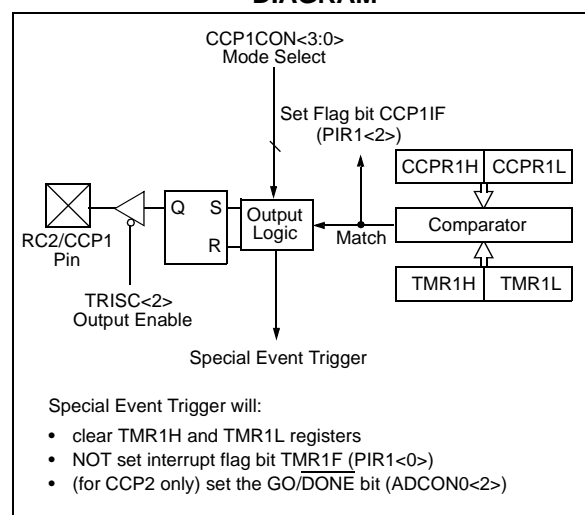 DIAGRAM
CCP1CON<3:0>
Mode Select
Set Flag bit CCP1IF
(PIR1<2>)
CCPR1H CCPR1L
Q S
R
Output
Logic
Match
Comparator
RC2/CCP1
Pin
TRISC<2>
Output Enable
TMR1H TMR1L
Special Event Trigger
Special Event Trigger will:
• clear TMR1H and TMR1L registers
• NOT set interrupt flag bit TMR1F (PIR1<0>)
• (for CCP2 only) set the GO/DONE bit (ADCON0<2>)